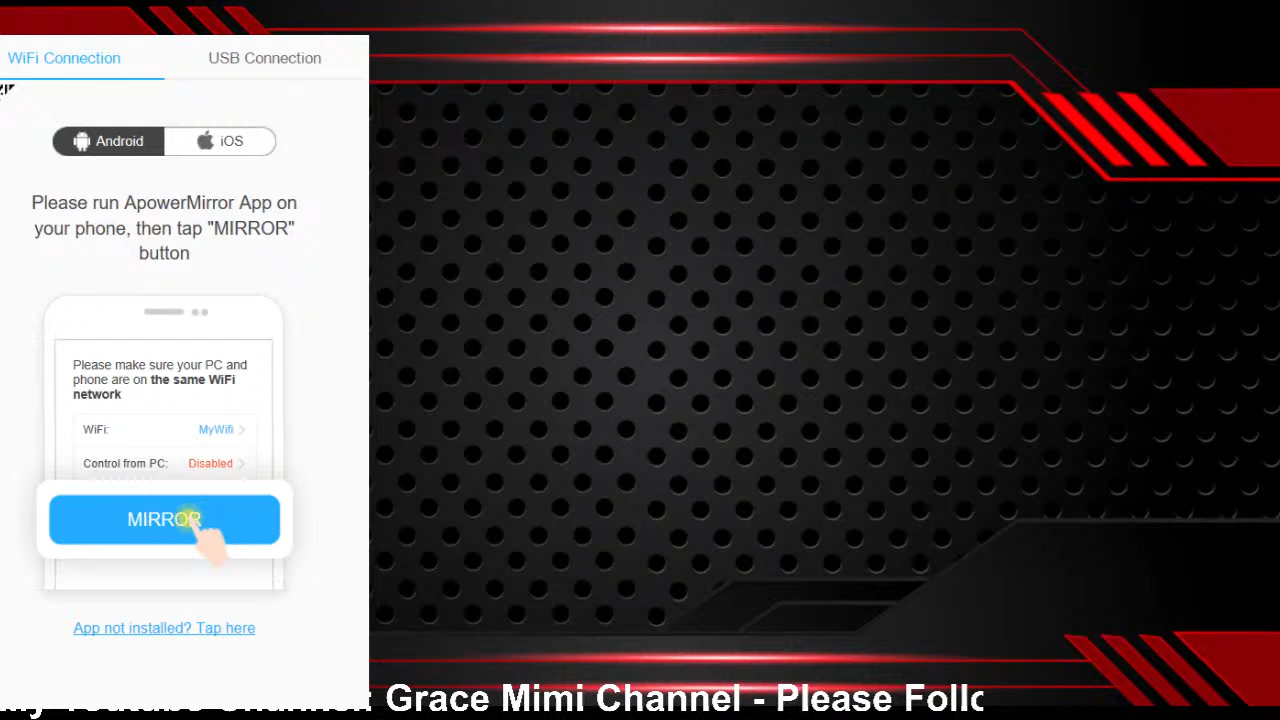 WiFi Connection
USB Connection
Android
iOS
Please run ApowerMirror App on
your phone, then tap "MIRROR"
button
Please make sure your PC and
phone are on the same WiFi
network
WiFi: MyWifi
Control from PC: Disabled
MIRROR
App not installed? Tap here
Grace Mimi Channel - Please Follo